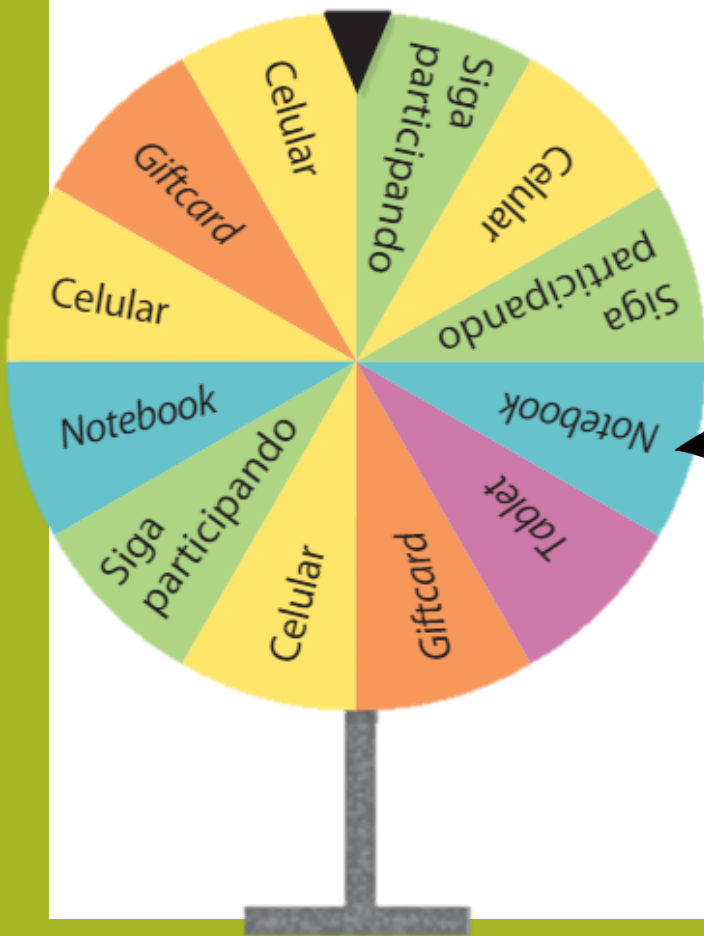 Siga
participando
Celular
Siga
participando
Notebook
Tablet
Giftcard
Celular
Siga
participando
Notebook
Celular
Giftcard
Celular